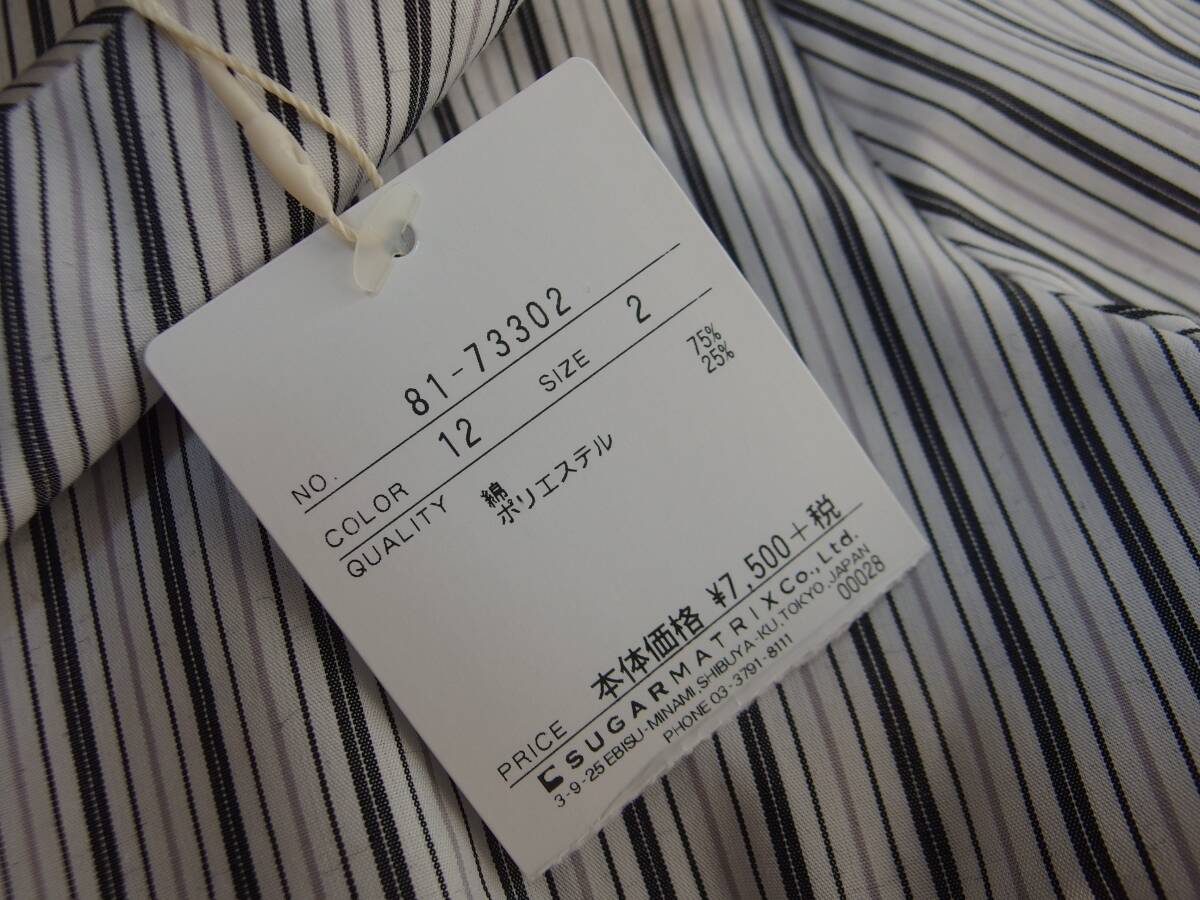 NO. 81-73302
COLOR 12 SIZE 2
QUALITY 綿 75%
ポリエステル 25%
PRICE 本体価格 ¥7,500+税
SUGARMATRIX Co., Ltd.
3-9-25 EBISU-MINAMI, SHIBUYA-KU, TOKYO, JAPAN
PHONE 03-3791-8111 00028